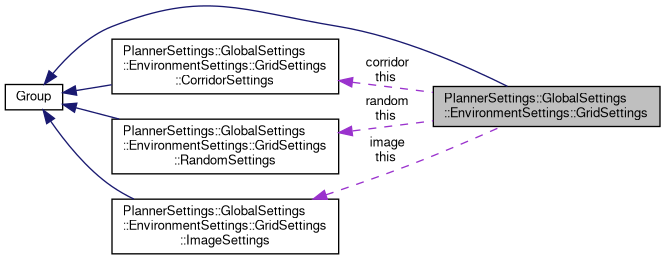 PlannerSettings::GlobalSettings
::EnvironmentSettings::GridSettings
::CorridorSettings
corridor
this
Group
PlannerSettings::GlobalSettings
::EnvironmentSettings::GridSettings
random
this
PlannerSettings::GlobalSettings
::EnvironmentSettings::GridSettings
::RandomSettings
image
this
PlannerSettings::GlobalSettings
::EnvironmentSettings::GridSettings
::ImageSettings